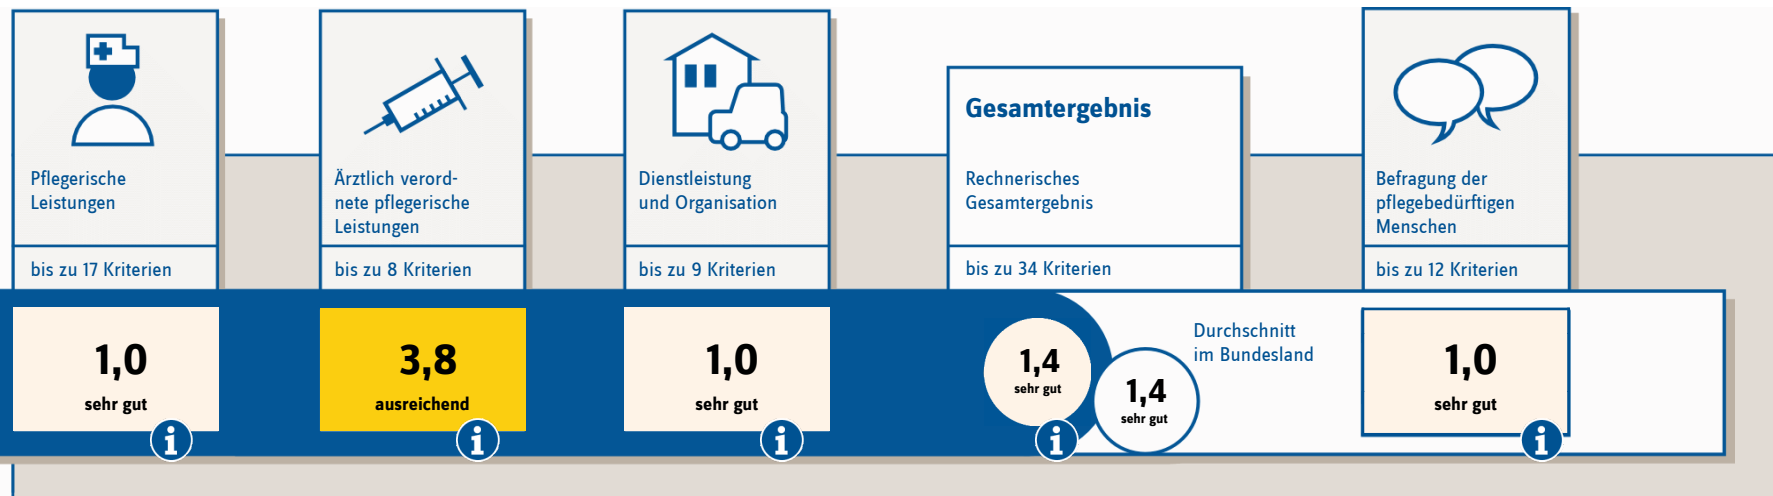 Pflegerische
Leistungen
bis zu 17 Kriterien
1,0
sehr gut
i
Ärztlich verord-
nete pflegerische
Leistungen
bis zu 8 Kriterien
3,8
ausreichend
i
Dienstleistung
und Organisation
bis zu 9 Kriterien
1,0
sehr gut
i
Gesamtergebnis
Rechnerisches
Gesamtergebnis
bis zu 34 Kriterien
1,4
sehr gut
i
Durchschnitt
im Bundesland
1,4
sehr gut
Befragung der
pflegebedürftigen
Menschen
bis zu 12 Kriterien
1,0
sehr gut
i